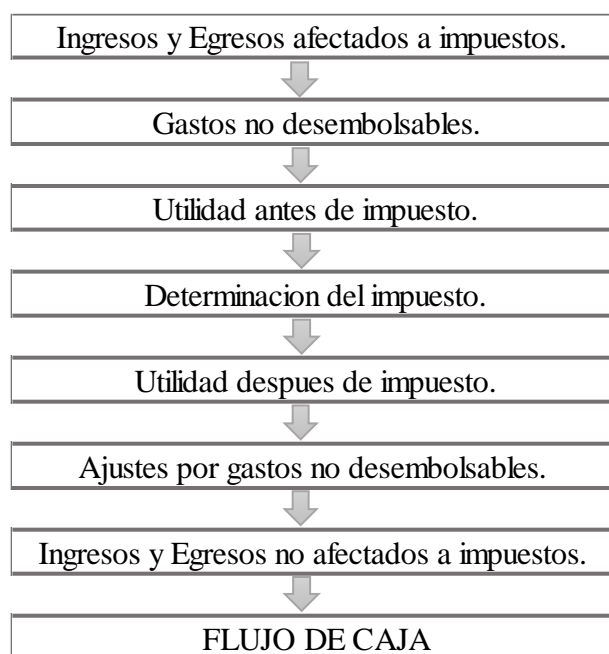 Ingresos y Egresos afectados a impuestos.
Gastos no desembolsables.
Utilidad antes de impuesto.
Determinacion del impuesto.
Utilidad despues de impuesto.
Ajustes por gastos no desembolsables.
Ingresos y Egresos no afectados a impuestos.
FLUJO DE CAJA